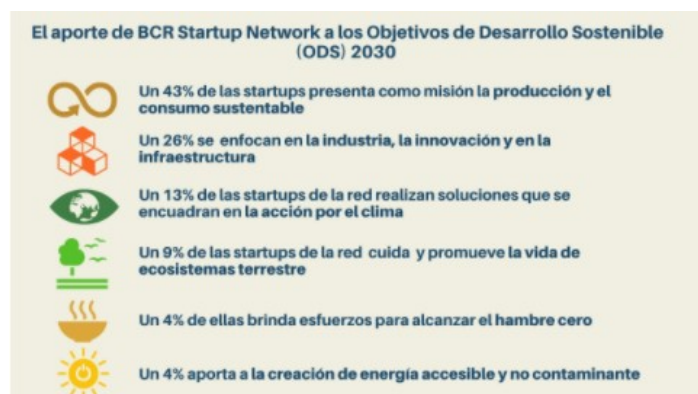 El aporte de BCR Startup Network a los Objetivos de Desarrollo Sostenible
(ODS) 2030
Un 43% de las startups presenta como misión la producción y el
consumo sustentable
Un 26% se enfocan en la industria, la innovación y en la
infraestructura
Un 13% de las startups de la red realizan soluciones que se
encuadran en la acción por el clima
Un 9% de las startups de la red cuida y promueve la vida de
ecosistemas terrestre
Un 4% de ellas brinda esfuerzos para alcanzar el hambre cero
Un 4% aporta a la creación de energía accesible y no contaminante